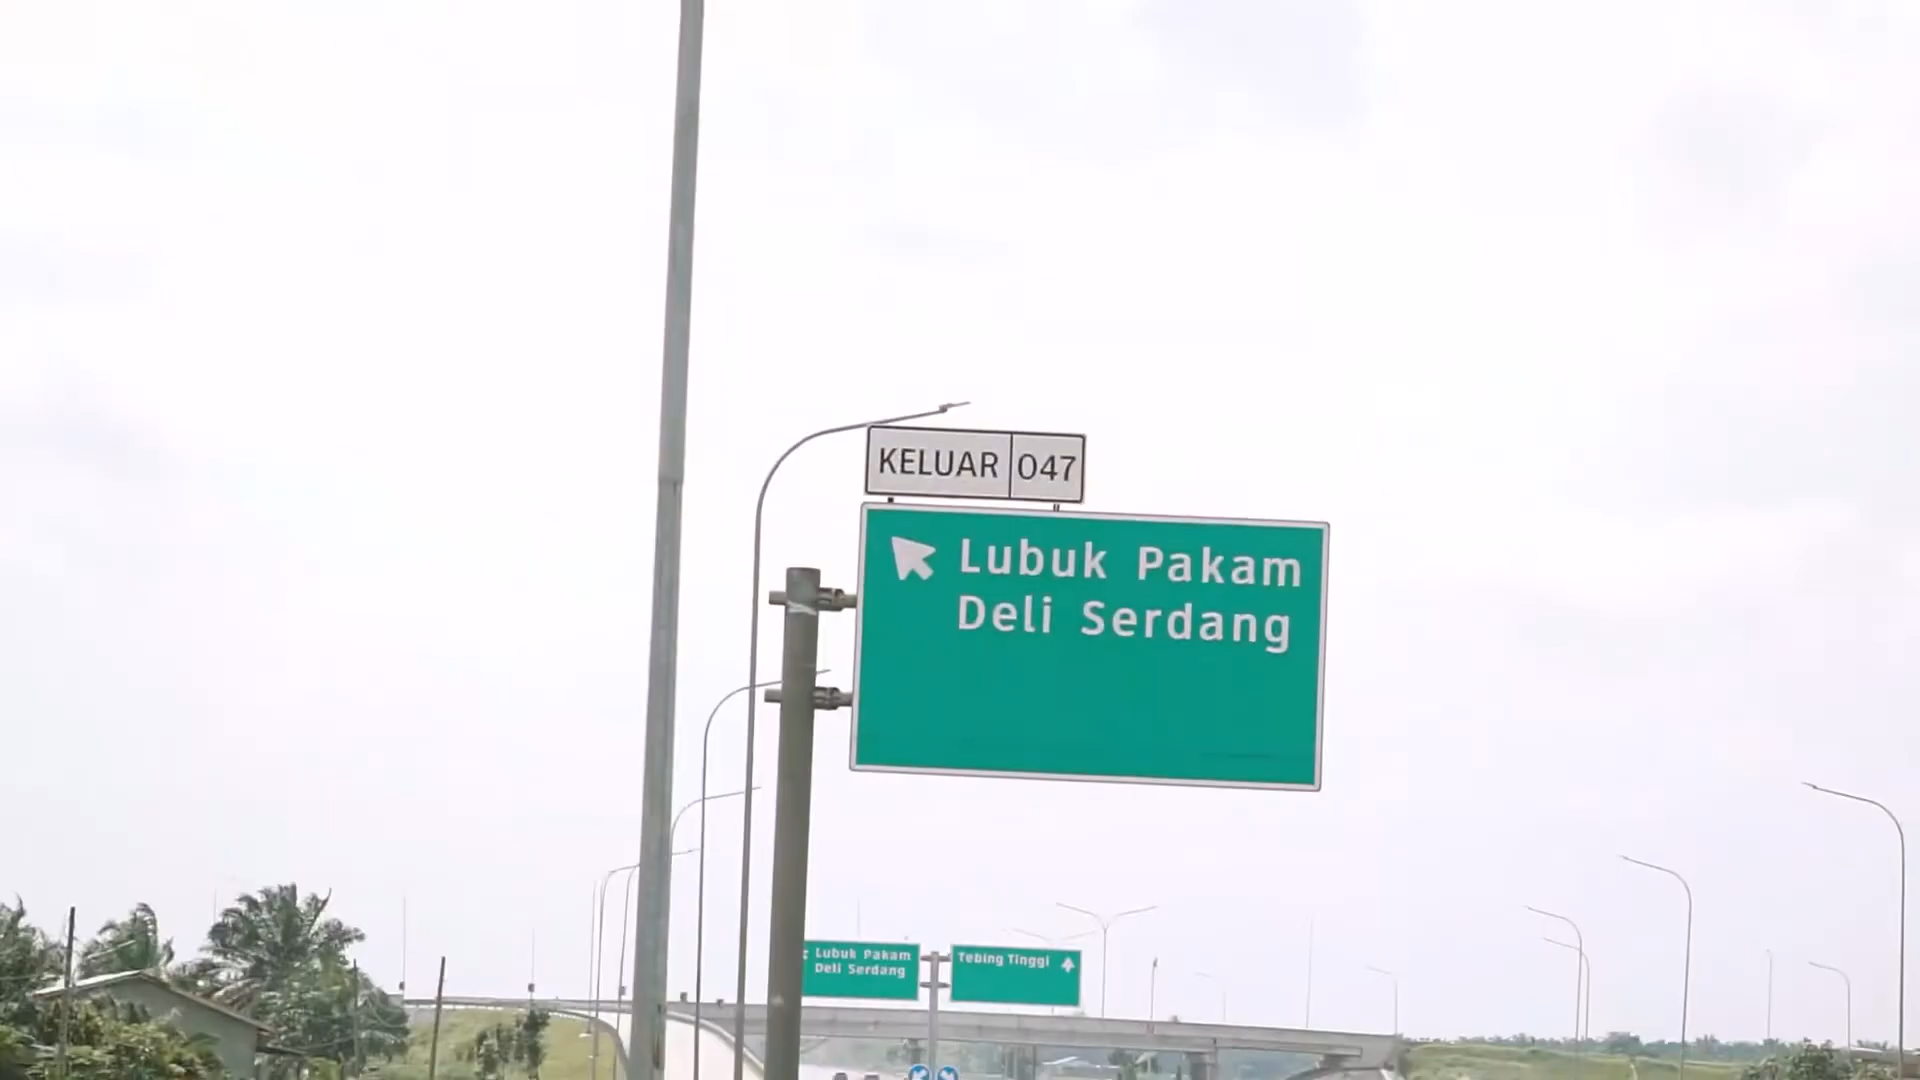 KELUAR 047
Lubuk Pakam
Deli Serdang
Lubuk Pakam
Deli Serdang
Tebing Tinggi